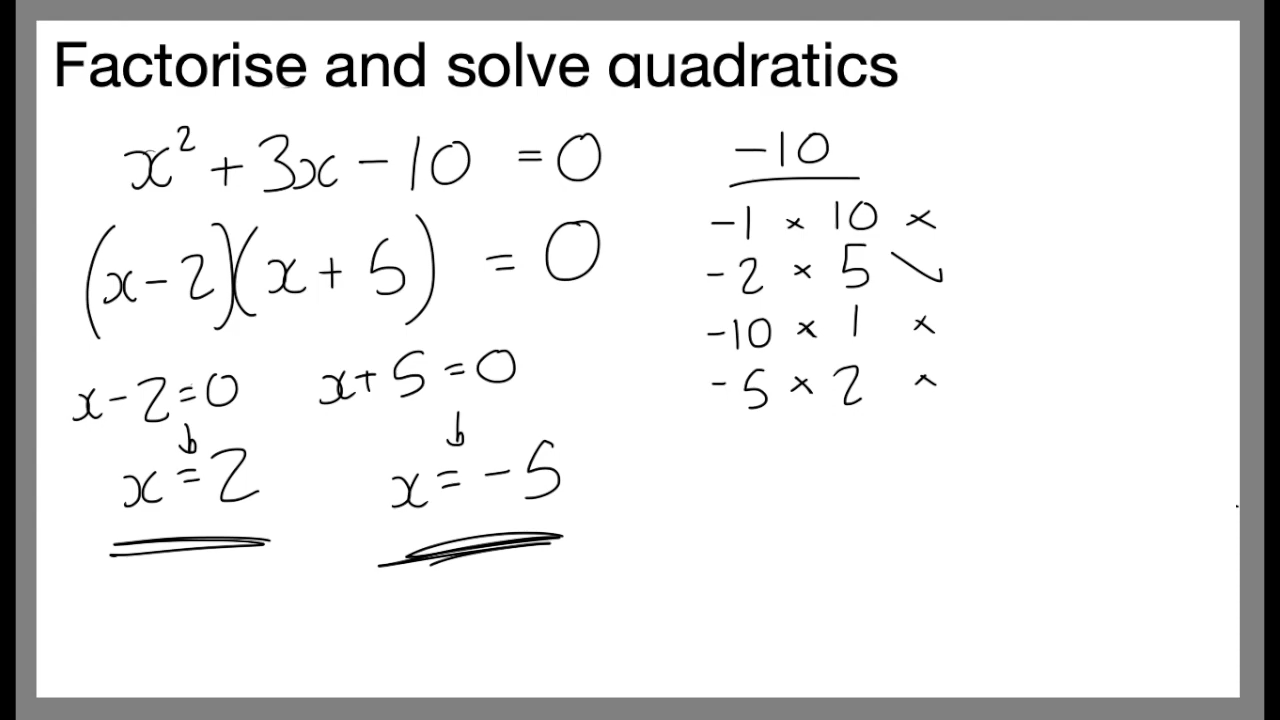 Factorise and solve quadratics
x² + 3x - 10 = 0
(x - 2)(x + 5) = 0
x - 2 = 0
x + 5 = 0
↓
↓
x = 2
x = -5
-10
-1 × 10 ×
-2 × 5 ✓
-10 × 1 ×
-5 × 2 ×